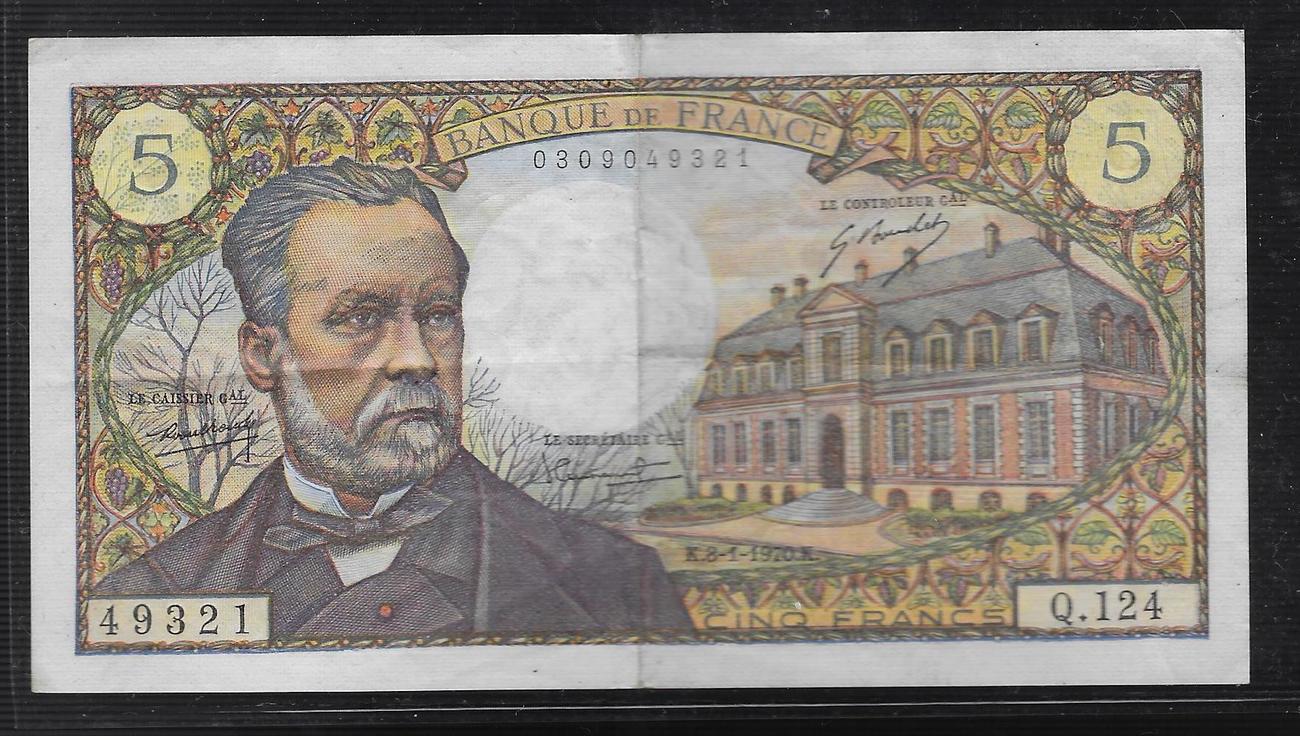 BANQUE DE FRANCE
5
5
0309049321
LE CONTROLEUR GAL
LE CAISSIER GAL
LE SECRÉTAIRE GAL
K.8-1-1970.K.
CINQ FRANCS
49321
Q.124